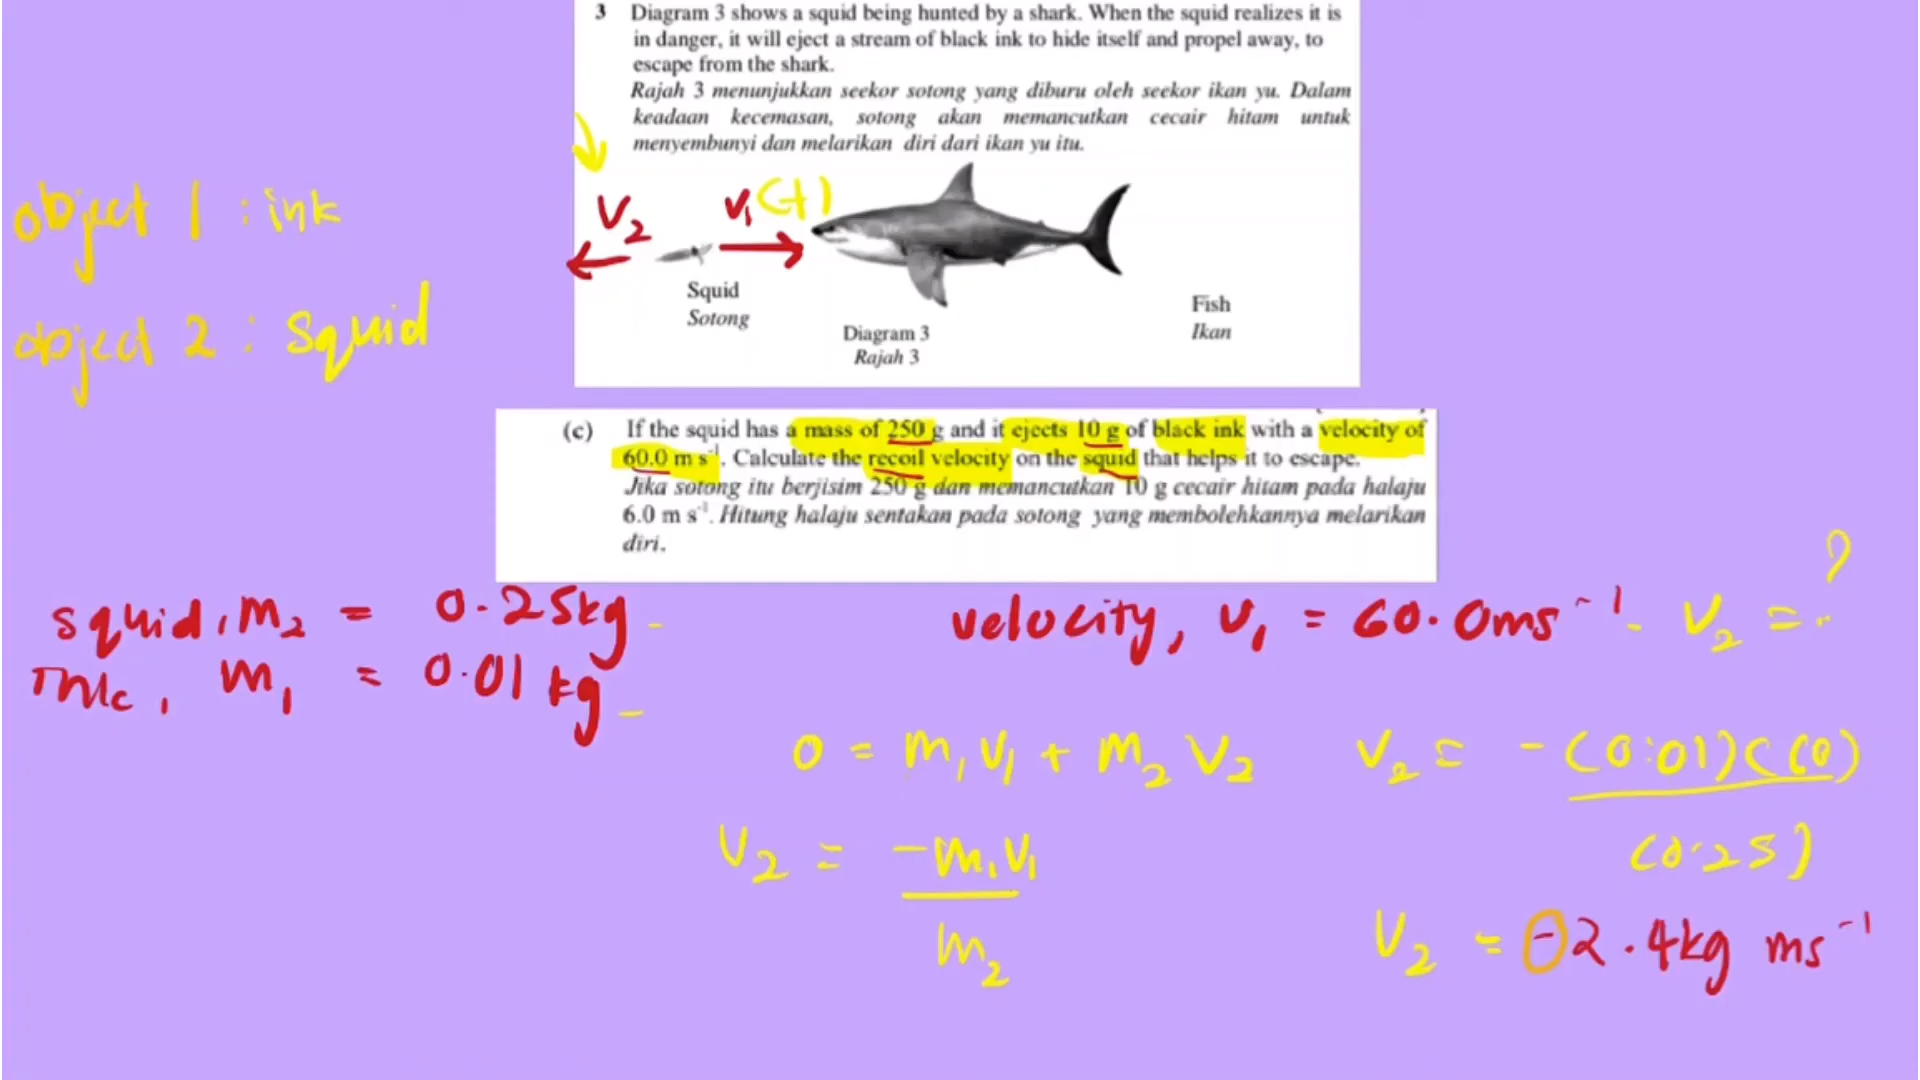 3 Diagram 3 shows a squid being hunted by a shark. When the squid realizes it is
in danger, it will eject a stream of black ink to hide itself and propel away, to
escape from the shark.
Rajah 3 menunjukkan seekor sotong yang diburu oleh seekor ikan yu. Dalam
keadaan kecemasan, sotong akan memancutkan cecair hitam untuk
menyembunyi dan melarikan diri dari ikan yu itu.
object 1 : ink
V₂ V₁ (+)
object 2 : Squid
Squid
Sotong
Fish
Ikan
Diagram 3
Rajah 3
(c) If the squid has a mass of 250 g and it ejects 10 g of black ink with a velocity of
60.0 m s⁻¹. Calculate the recoil velocity on the squid that helps it to escape.
Jika sotong itu berjisim 250 g dan memancutkan 10 g cecair hitam pada halaju
6.0 m s⁻¹. Hitung halaju sentakan pada sotong yang membolehkannya melarikan
diri.
squid, m₂ = 0.25kg
m₁ = 0.01 kg
velocity, v₁ = 60.0ms⁻¹ V₂ = ?
0 = m₁v₁ + m₂v₂
V₂ = -m₁v₁ / m₂
V₂ = -(0.01)(60) / (0.25)
V₂ = -2.4kg ms⁻¹